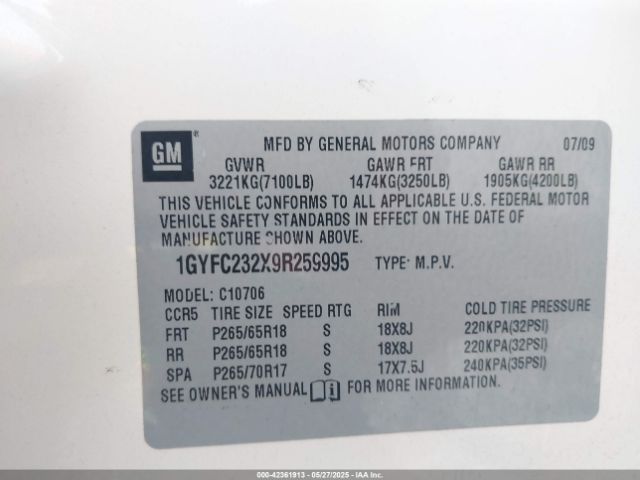 GM ®
MFD BY GENERAL MOTORS COMPANY 07/09
GVWR GAWR FRT GAWR RR
3221KG(7100LB) 1474KG(3250LB) 1905KG(4200LB)
THIS VEHICLE CONFORMS TO ALL APPLICABLE U.S. FEDERAL MOTOR
VEHICLE SAFETY STANDARDS IN EFFECT ON THE DATE OF
MANUFACTURE SHOWN ABOVE.
1GYFC232X9R259995 TYPE: M.P.V.
MODEL: C10706
CCR5 TIRE SIZE SPEED RTG RIM COLD TIRE PRESSURE
FRT P265/65R18 S 18X8J 220KPA(32PSI)
RR P265/65R18 S 18X8J 220KPA(32PSI)
SPA P265/70R17 S 17X7.5J 240KPA(35PSI)
SEE OWNER'S MANUAL FOR MORE INFORMATION.
000-42361913 — 05/27/2025 — IAAI.COM